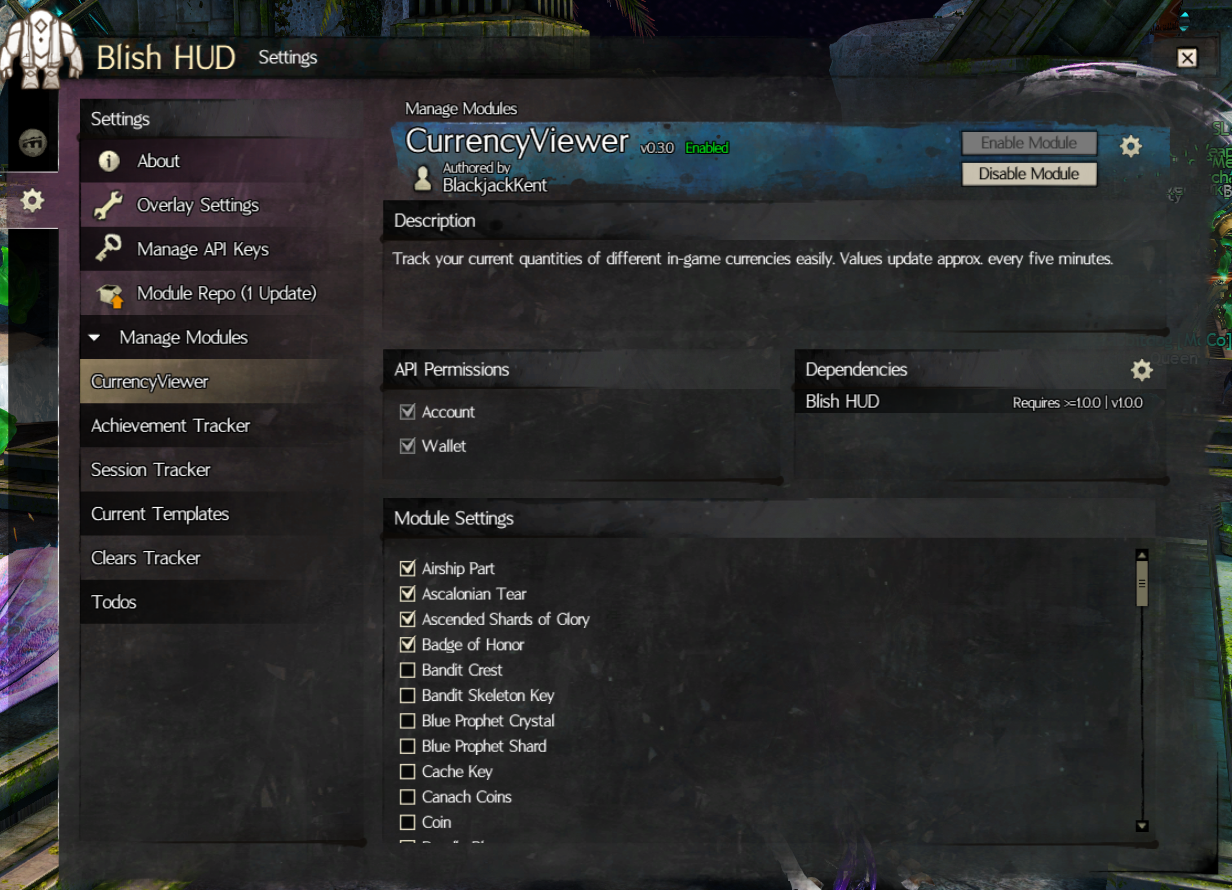 Blish HUD Settings
Settings
About
Overlay Settings
Manage API Keys
Module Repo (1 Update)
Manage Modules
CurrencyViewer
Achievement Tracker
Session Tracker
Current Templates
Clears Tracker
Todos
Manage Modules
CurrencyViewer v0.3.0 Enabled
Authored by
BlackjackKent
Enable Module
Disable Module
Description
Track your current quantities of different in-game currencies easily. Values update approx. every five minutes.
API Permissions
Account
Wallet
Dependencies
Blish HUD Requires >=1.0.0 | v1.0.0
Module Settings
Airship Part
Ascalonian Tear
Ascended Shards of Glory
Badge of Honor
Bandit Crest
Bandit Skeleton Key
Blue Prophet Crystal
Blue Prophet Shard
Cache Key
Canach Coins
Coin